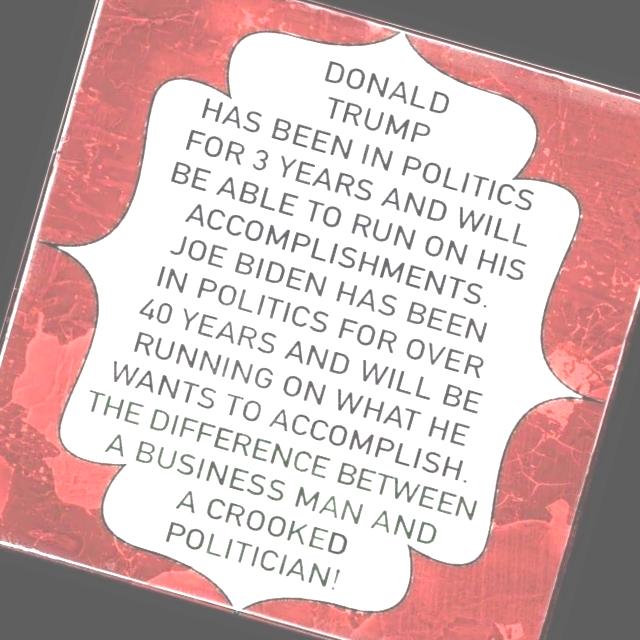 DONALD
TRUMP
HAS BEEN IN POLITICS
FOR 3 YEARS AND WILL
BE ABLE TO RUN ON HIS
ACCOMPLISHMENTS.
JOE BIDEN HAS BEEN
IN POLITICS FOR OVER
40 YEARS AND WILL BE
RUNNING ON WHAT HE
WANTS TO ACCOMPLISH.
THE DIFFERENCE BETWEEN
A BUSINESS MAN AND
A CROOKED
POLITICIAN!